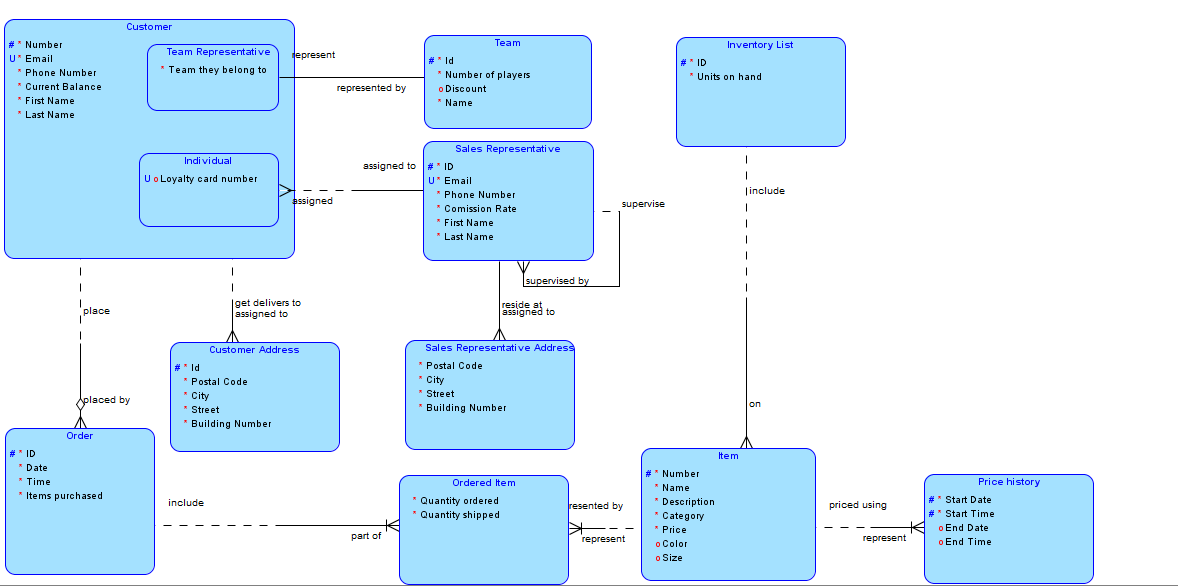 Customer
# * Number
U * Email
* Phone Number
* Current Balance
* First Name
* Last Name
Team Representative
* Team they belong to
Individual
U o Loyalty card number
represent
represented by
Team
# * Id
* Number of players
o Discount
* Name
Inventory List
# * ID
* Units on hand
assigned to
assigned
Sales Representative
# * ID
U * Email
* Phone Number
* Comission Rate
* First Name
* Last Name
supervise
supervised by
include
on
place
placed by
get delivers to
assigned to
reside at
assigned to
Customer Address
# * Id
* Postal Code
* City
* Street
* Building Number
Sales Representative Address
* Postal Code
* City
* Street
* Building Number
Order
# * ID
* Date
* Time
* Items purchased
include
part of
Ordered Item
* Quantity ordered
* Quantity shipped
resented by
represent
Item
# * Number
* Name
* Description
* Category
* Price
o Color
o Size
priced using
represent
Price history
# * Start Date
# * Start Time
o End Date
o End Time